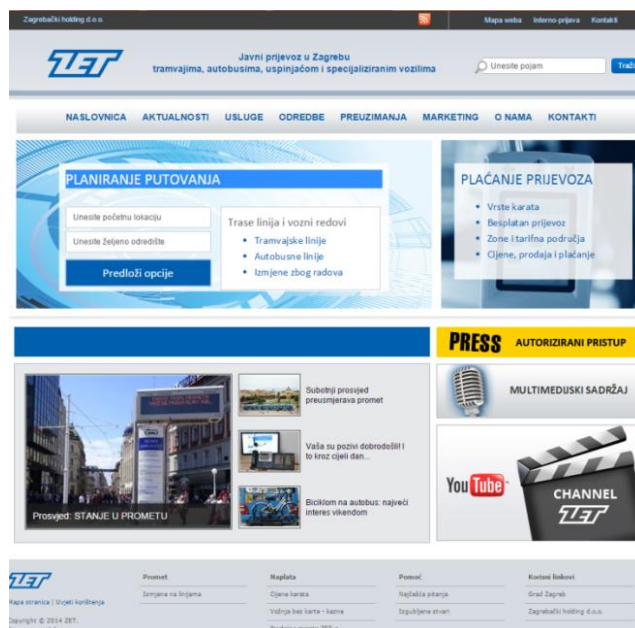 Zagrebački holding d.o.o.
Mapa weba Interno-prijava Kontakti
ZET
Javni prijevoz u Zagrebu
tramvajima, autobusima, uspinjačom i specijaliziranim vozilima
Unesite pojam
Traži
NASLOVNICA AKTUALNOSTI USLUGE ODREDBE PREUZIMANJA MARKETING O NAMA KONTAKTI
PLANIRANJE PUTOVANJA
Unesite početnu lokaciju
Unesite željeno odredište
Predloži opcije
Trase linija i vozni redovi
Tramvajske linije
Autobusne linije
Izmjene zbog radova
PLAĆANJE PRIJEVOZA
Vrste karata
Besplatan prijevoz
Zone i tarifna područja
Cijene, prodaja i plaćanje
PRESS AUTORIZIRANI PRISTUP
MULTIMEDIJSKI SADRŽAJ
You Tube
CHANNEL
ZET
Prosvjed: STANJE U PROMETU
Subotnji prosvjed
preusmjerava promet
Vaša su pozivi dobrodošli! I
to kroz cijeli dan...
Biciklom na autobus: najveći
interes vikendom
ZET
Mapa stranica | Uvjeti korištenja
Copyright © 2014 ZET.
Promet
Izmjene na linijama
Naplata
Cijene karata
Vožnja bez karte - kazne
Pomoć
Najčešća pitanja
Izgubljene stvari
Korisni linkovi
Grad Zagreb
Zagrebački holding d.o.o.